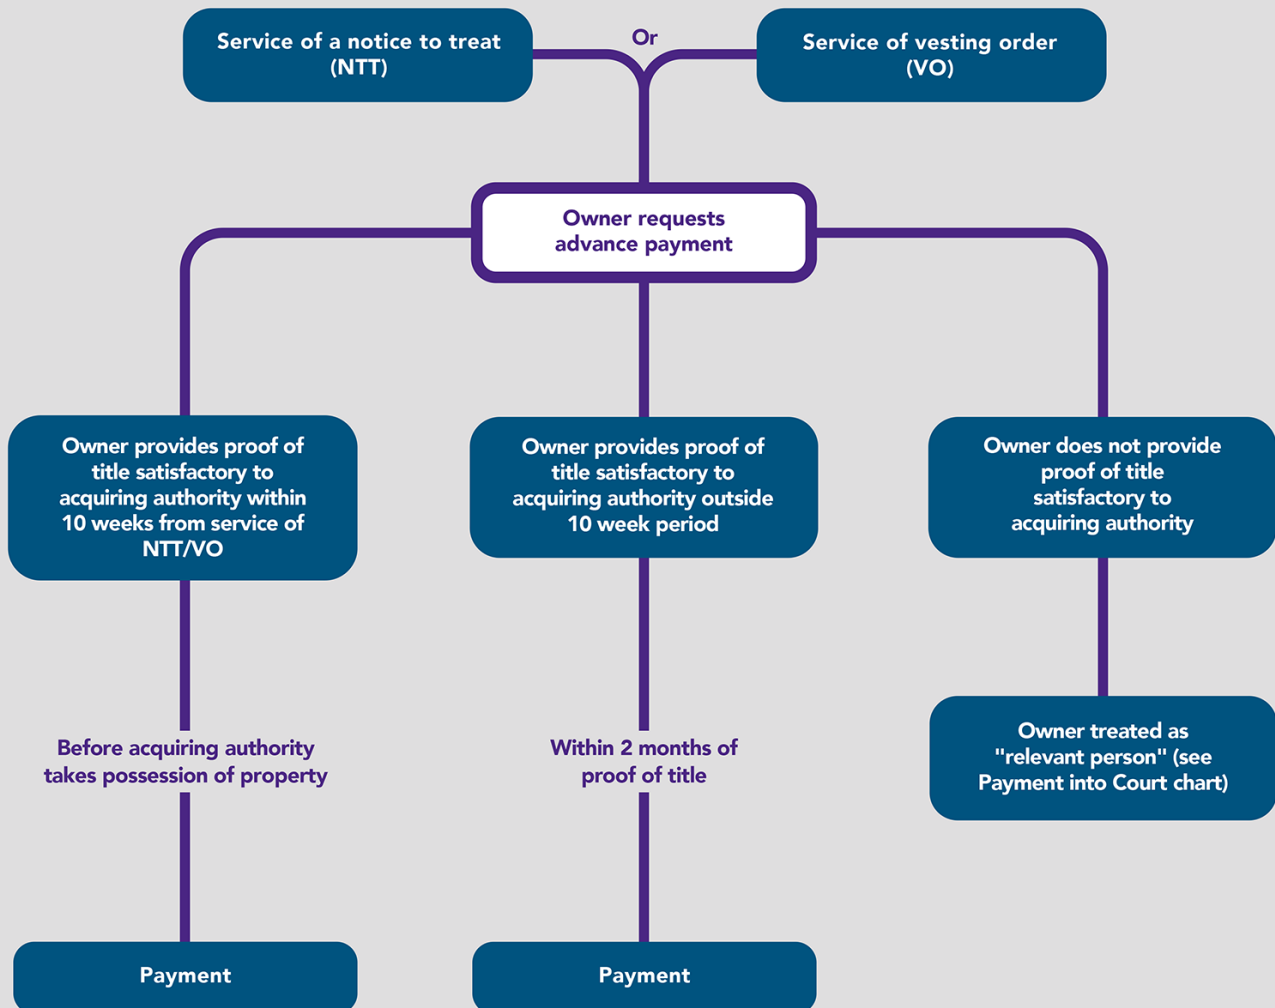 Service of a notice to treat
(NTT)
Or
Service of vesting order
(VO)
Owner requests
advance payment
Owner provides proof of
title satisfactory to
acquiring authority within
10 weeks from service of
NTT/VO
Owner provides proof of
title satisfactory to
acquiring authority outside
10 week period
Owner does not provide
proof of title
satisfactory to
acquiring authority
Before acquiring authority
takes possession of property
Within 2 months of
proof of title
Owner treated as
"relevant person" (see
Payment into Court chart)
Payment
Payment